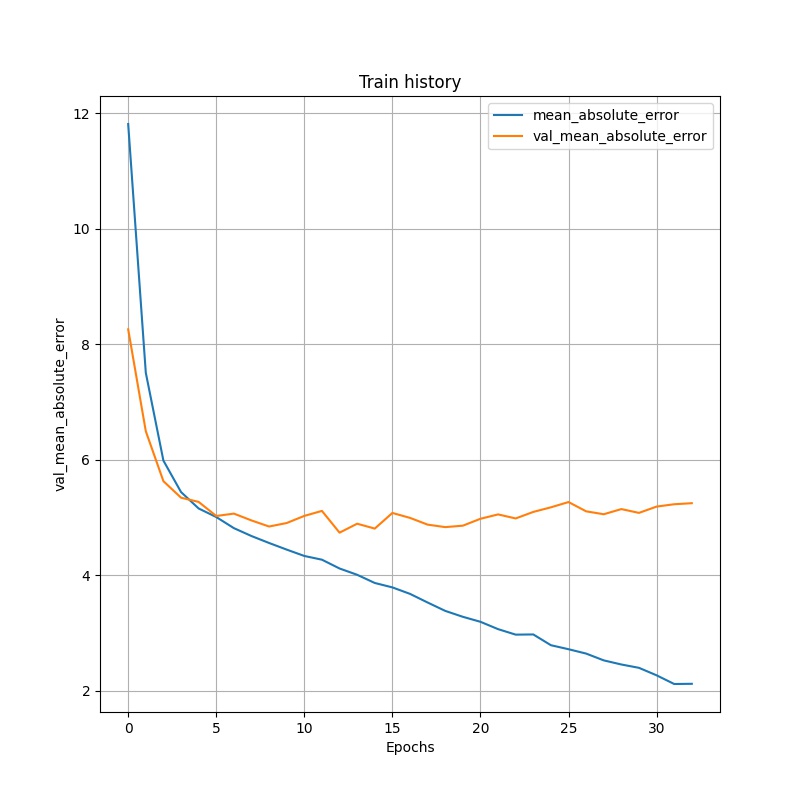 Train history
mean_absolute_error
val_mean_absolute_error
val_mean_absolute_error
12
10
8
6
4
2
0 5 10 15 20 25 30
Epochs